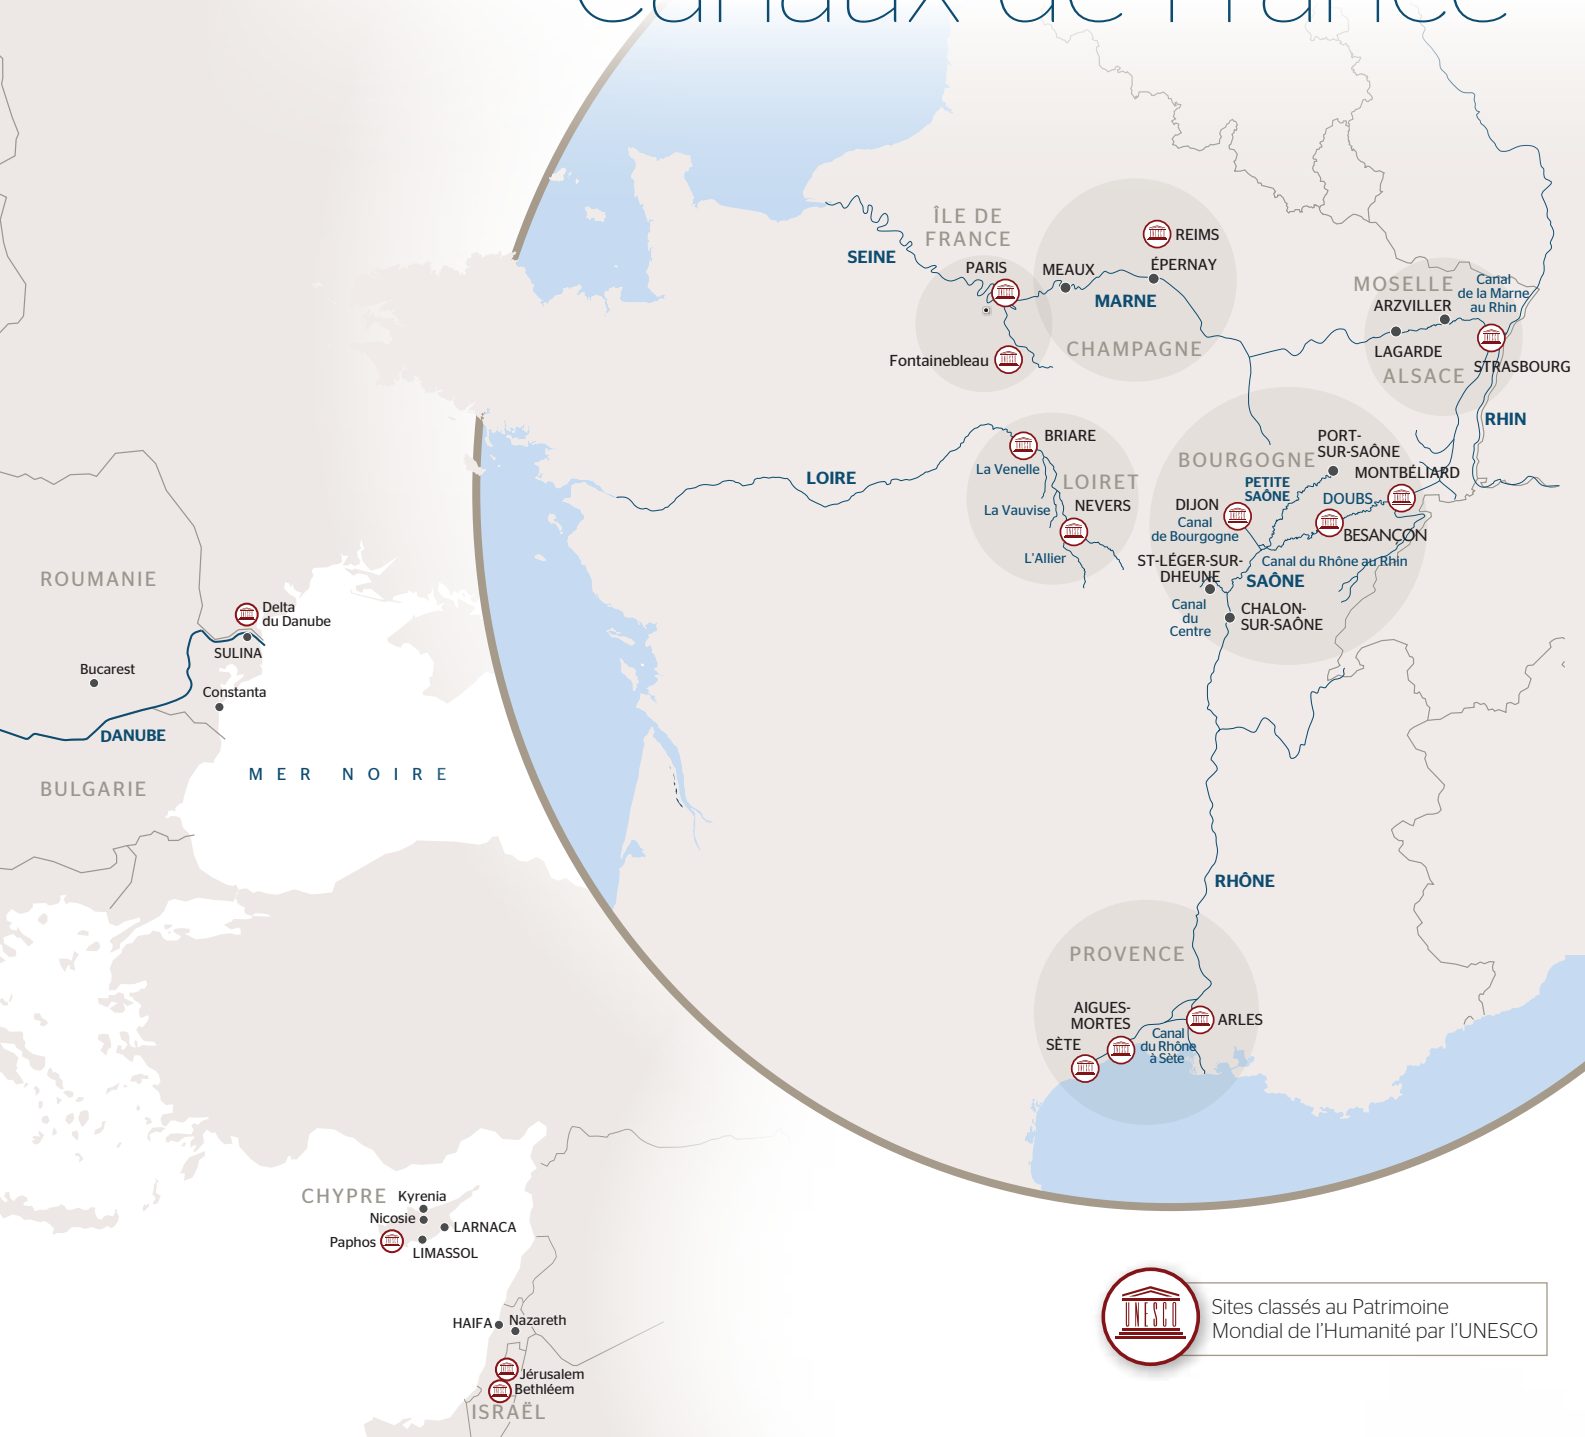 Canaux de France
ÎLE DE
FRANCE
SEINE
PARIS
Fontainebleau
REIMS
MEAUX
ÉPERNAY
MARNE
CHAMPAGNE
MOSELLE
Canal
de la Marne
au Rhin
ARZVILLER
LAGARDE
STRASBOURG
ALSACE
RHIN
BRIARE
La Venelle
LOIRE
LOIRET
La Vauvise
NEVERS
L'Allier
BOURGOGNE
PORT-
SUR-SAÔNE
MONTBÉLIARD
PETITE
SAÔNE
DOUBS
DIJON
Canal
de Bourgogne
BESANÇON
ST-LÉGER-SUR-
DHEUNE
Canal du Rhône au Rhin
SAÔNE
Canal
du
Centre
CHALON-
SUR-SAÔNE
RHÔNE
PROVENCE
AIGUES-
MORTES
ARLES
SÈTE
Canal
du Rhône
à Sète
ROUMANIE
Delta
du Danube
SULINA
Bucarest
Constanta
DANUBE
MER NOIRE
BULGARIE
CHYPRE
Kyrenia
Nicosie
LARNACA
Paphos
LIMASSOL
HAIFA
Nazareth
Jérusalem
Bethléem
ISRAËL
UNESCO
Sites classés au Patrimoine
Mondial de l'Humanité par l'UNESCO